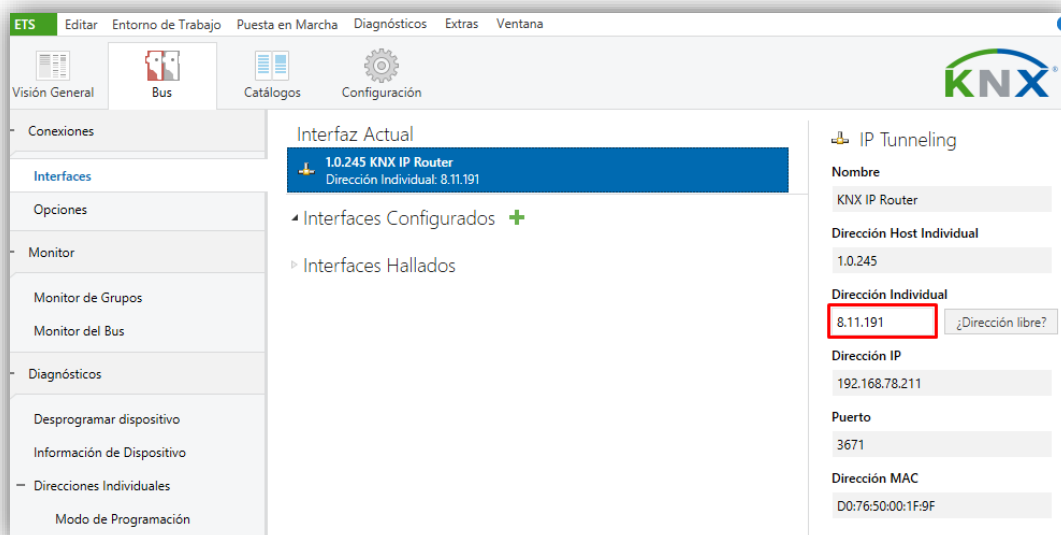 ETS Editar Entorno de Trabajo Puesta en Marcha Diagnósticos Extras Ventana
Visión General Bus Catálogos Configuración
KNX®
Conexiones
Interfaces
Opciones
Monitor
Monitor de Grupos
Monitor del Bus
Diagnósticos
Desprogramar dispositivo
Información de Dispositivo
Direcciones Individuales
Modo de Programación
Interfaz Actual
1.0.245 KNX IP Router
Dirección Individual: 8.11.191
Interfaces Configurados
Interfaces Hallados
IP Tunneling
Nombre
KNX IP Router
Dirección Host Individual
1.0.245
Dirección Individual
8.11.191 ¿Dirección libre?
Dirección IP
192.168.78.211
Puerto
3671
Dirección MAC
D0:76:50:00:1F:9F